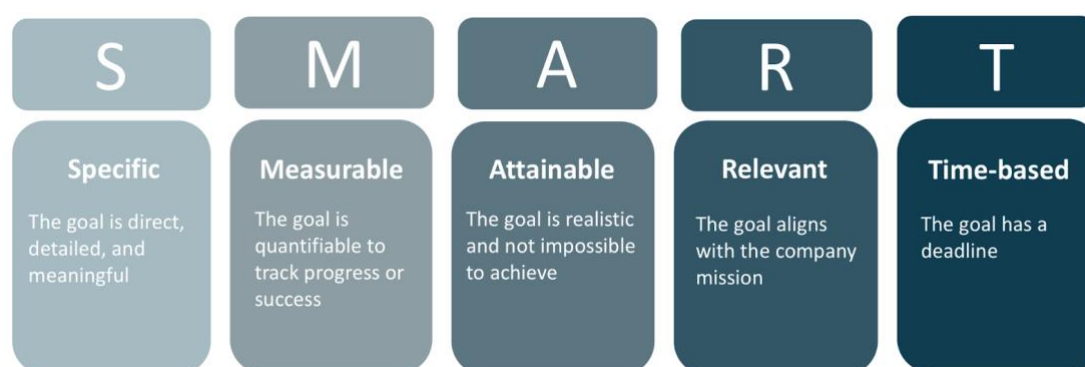 S
M
A
R
T
Specific
The goal is direct,
detailed, and
meaningful
Measurable
The goal is
quantifiable to
track progress or
success
Attainable
The goal is realistic
and not impossible
to achieve
Relevant
The goal aligns
with the company
mission
Time-based
The goal has a
deadline